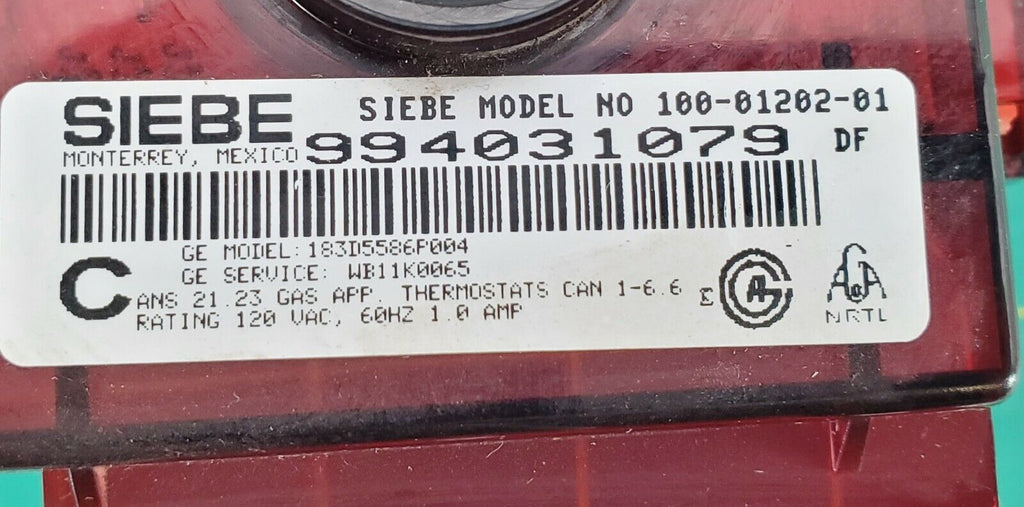 SIEBE
SIEBE MODEL NO 100-01202-01
MONTERREY, MEXICO
994031079 DF
GE MODEL: 183D5586P004
GE SERVICE: WB11K0065
C
ANS 21.23 GAS APP. THERMOSTATS CAN 1-6.6
RATING 120 VAC, 60HZ 1.0 AMP
NRTL